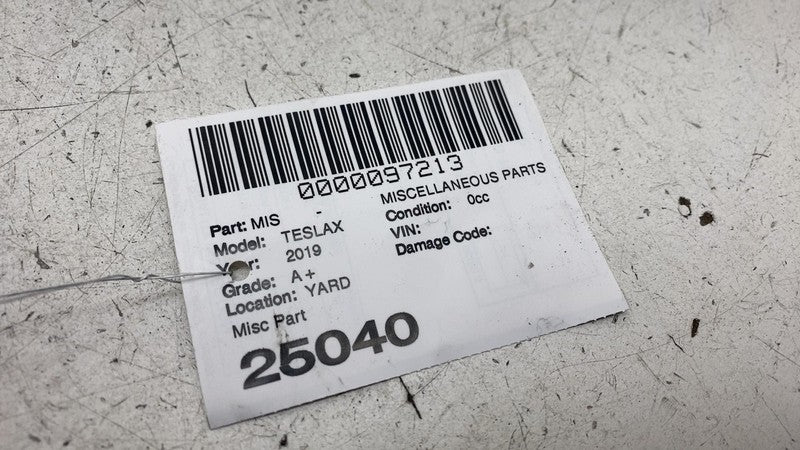 0000097213
Part: MIS - MISCELLANEOUS PARTS
Model: TESLAX Condition: 0cc
Year: 2019 VIN:
Grade: A+ Damage Code:
Location: YARD
Misc Part
25040